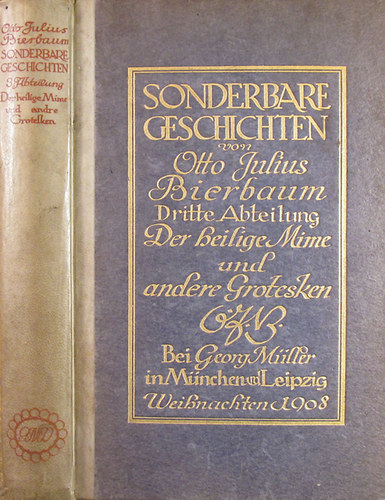 Otto Julius
Bierbaum
SONDERBARE
GESCHICHTEN
3. Abteilung
Der heilige Mime
und andre
Grotesken
SONDERBARE
GESCHICHTEN
von
Otto Julius
Bierbaum
Dritte Abteilung
Der heilige Mime
und
andere Grotesken
O.J.B.
Bei Georg Müller
in München und Leipzig
Weihnachten 1908